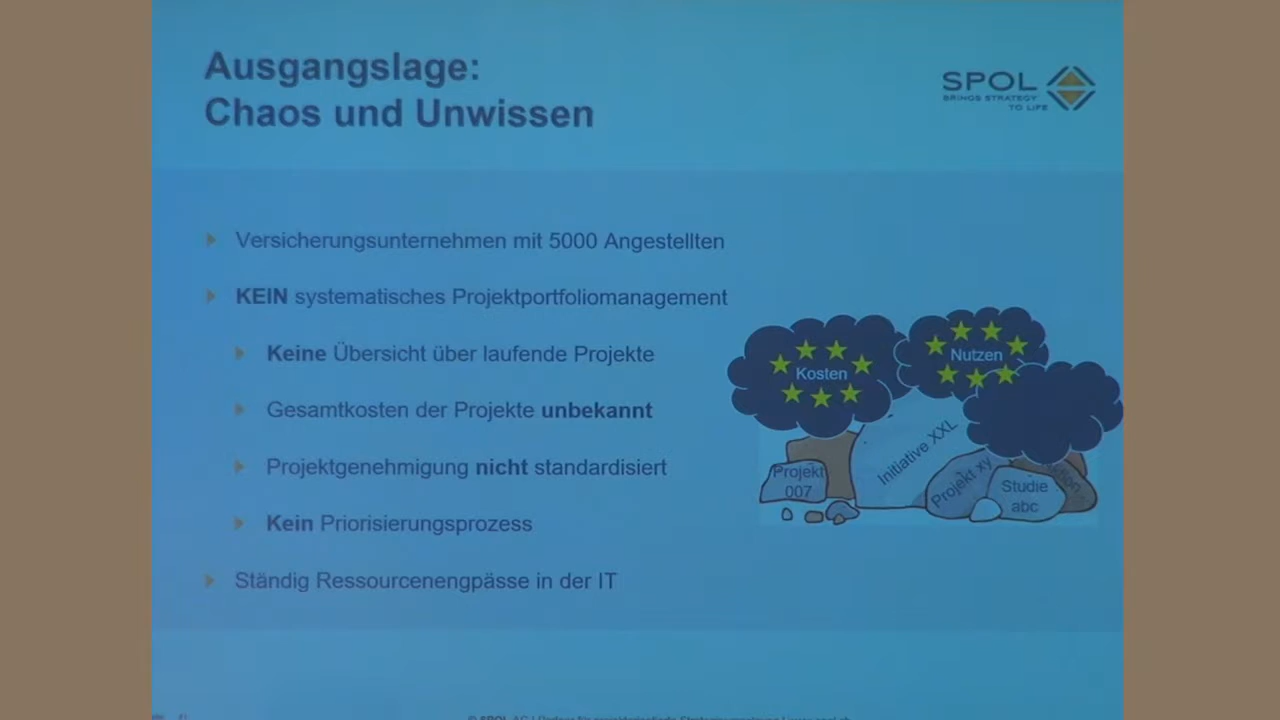 Ausgangslage:
Chaos und Unwissen
SPOL
BRINGS STRATEGY
TO LIFE
Versicherungsunternehmen mit 5000 Angestellten
KEIN systematisches Projektportfoliomanagement
Keine Übersicht über laufende Projekte
Gesamtkosten der Projekte unbekannt
Projektgenehmigung nicht standardisiert
Kein Priorisierungsprozess
Ständig Ressourcenengpässe in der IT
Kosten
Nutzen
Initiative XXL
Projekt
007
Projekt xy
Studie
abc
© SPOL AG